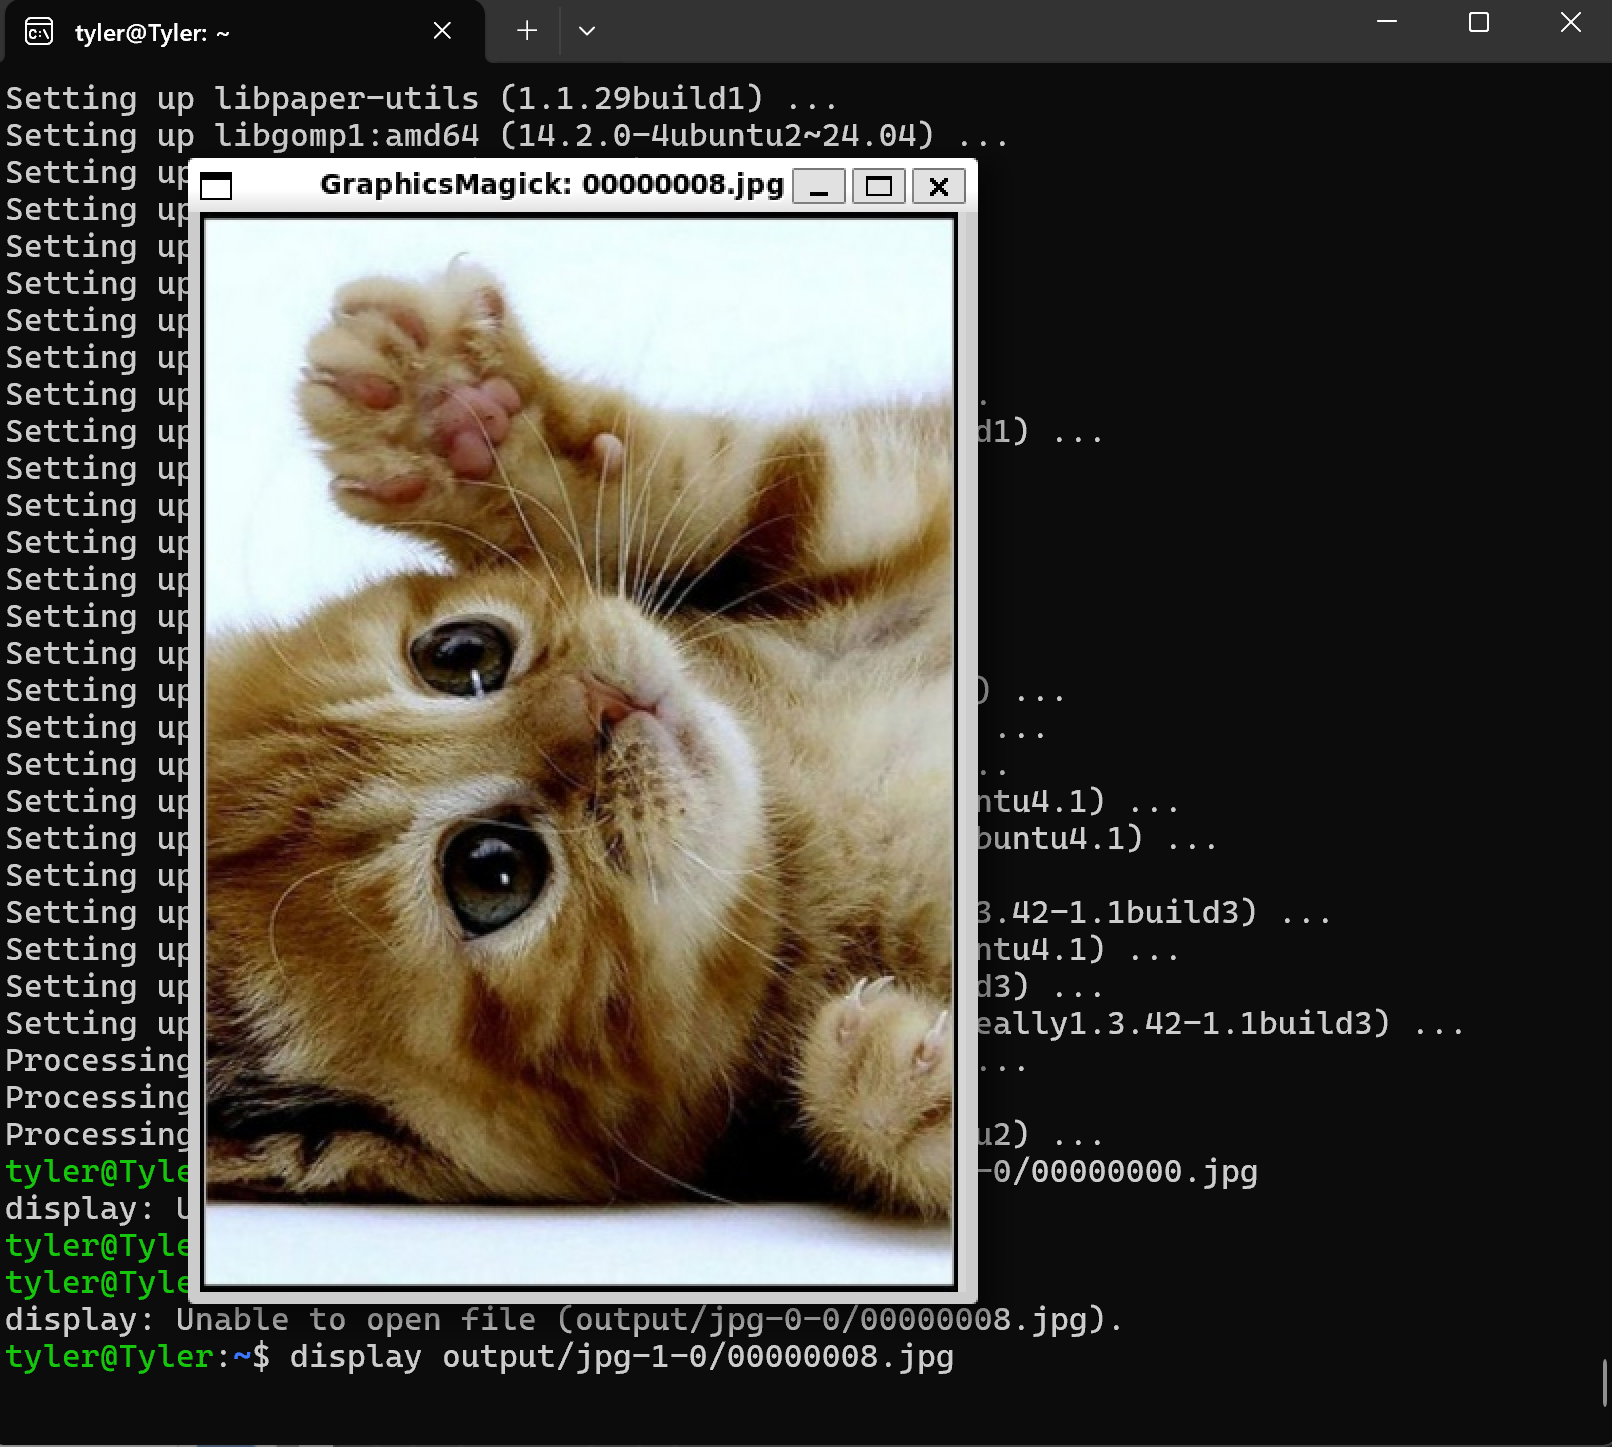 tyler@Tyler: ~
Setting up libpaper-utils (1.1.29build1) ...
Setting up libgomp1:amd64 (14.2.0-4ubuntu2~24.04) ...
Setting up
GraphicsMagick: 00000008.jpg
Setting up
Setting up
Setting up
Setting up
Setting up
Setting up .
Setting up d1) ...
Setting up
Setting up
Setting up
Setting up
Setting up
Setting up
Setting up ) ...
Setting up ...
Setting up ..
Setting up ntu4.1) ...
Setting up buntu4.1) ...
Setting up
Setting up 3.42-1.1build3) ...
Setting up ntu4.1) ...
Setting up d3) ...
Setting up eally1.3.42-1.1build3) ...
Processing ...
Processing
Processing u2) ...
tyler@Tyle -0/00000000.jpg
display: U
tyler@Tyle
tyler@Tyle
display: Unable to open file (output/jpg-0-0/00000008.jpg).
tyler@Tyler:~$ display output/jpg-1-0/00000008.jpg